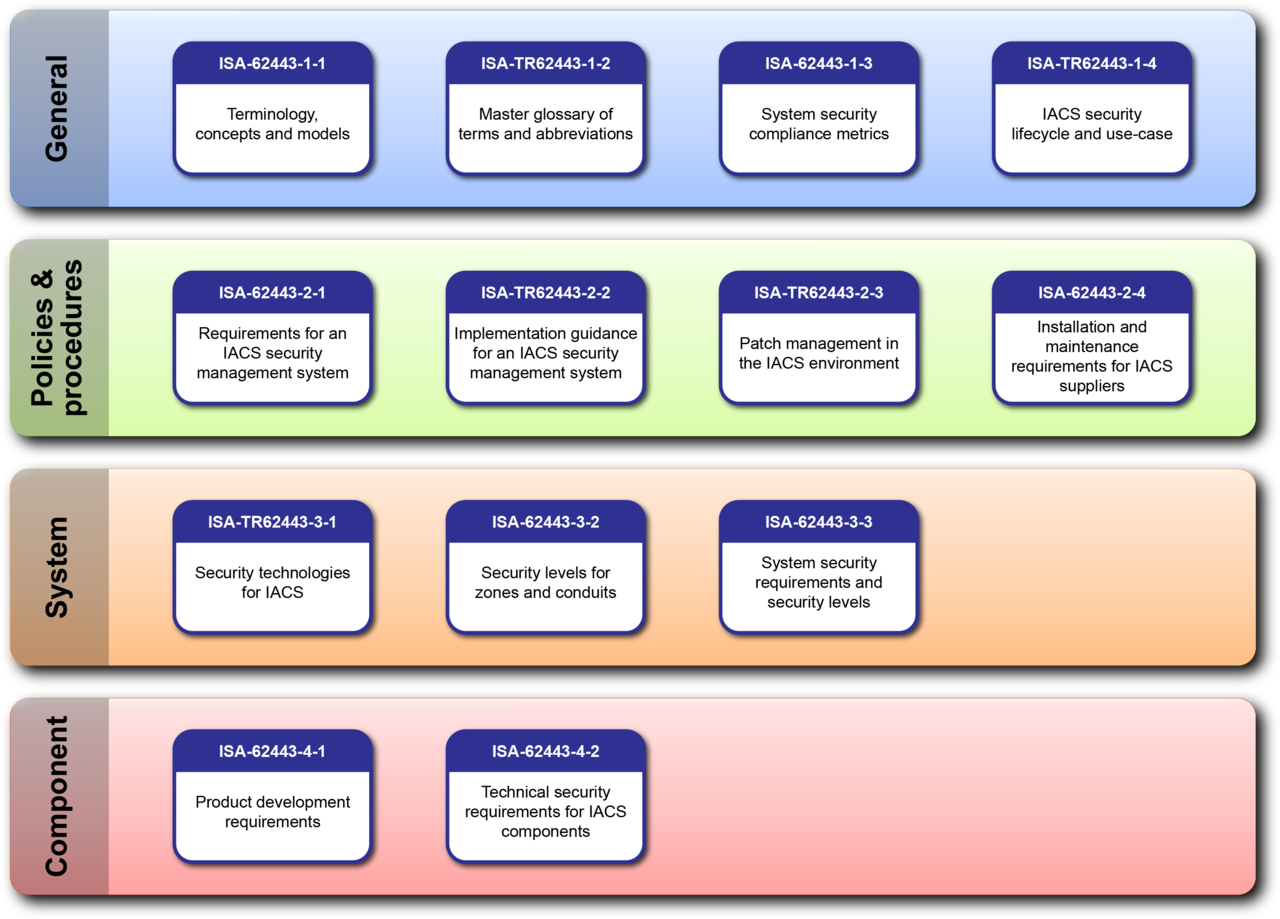 General
ISA-62443-1-1
Terminology,
concepts and models
ISA-TR62443-1-2
Master glossary of
terms and abbreviations
ISA-62443-1-3
System security
compliance metrics
ISA-TR62443-1-4
IACS security
lifecycle and use-case
Policies &
procedures
ISA-62443-2-1
Requirements for an
IACS security
management system
ISA-TR62443-2-2
Implementation guidance
for an IACS security
management system
ISA-TR62443-2-3
Patch management in
the IACS environment
ISA-62443-2-4
Installation and
maintenance
requirements for IACS
suppliers
System
ISA-TR62443-3-1
Security technologies
for IACS
ISA-62443-3-2
Security levels for
zones and conduits
ISA-62443-3-3
System security
requirements and
security levels
Component
ISA-62443-4-1
Product development
requirements
ISA-62443-4-2
Technical security
requirements for IACS
components